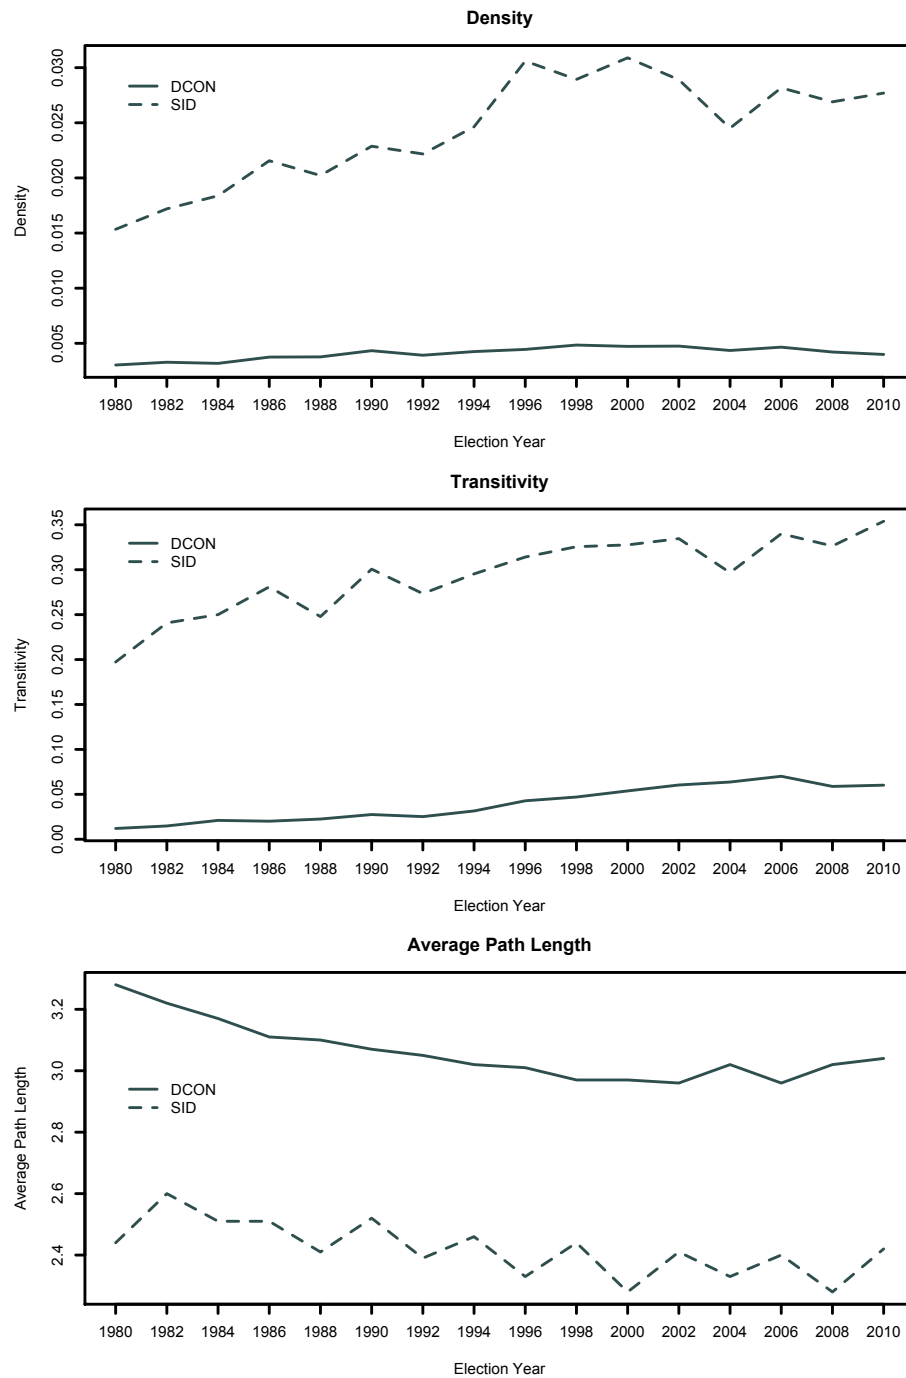 Density
0.030
0.025
0.020
0.015
0.010
0.005
Density
DCON
SID
1980 1982 1984 1986 1988 1990 1992 1994 1996 1998 2000 2002 2004 2006 2008 2010
Election Year
Transitivity
0.35
0.30
0.25
0.20
0.15
0.10
0.05
0.00
Transitivity
DCON
SID
1980 1982 1984 1986 1988 1990 1992 1994 1996 1998 2000 2002 2004 2006 2008 2010
Election Year
Average Path Length
3.2
3.0
2.8
2.6
2.4
Average Path Length
DCON
SID
1980 1982 1984 1986 1988 1990 1992 1994 1996 1998 2000 2002 2004 2006 2008 2010
Election Year